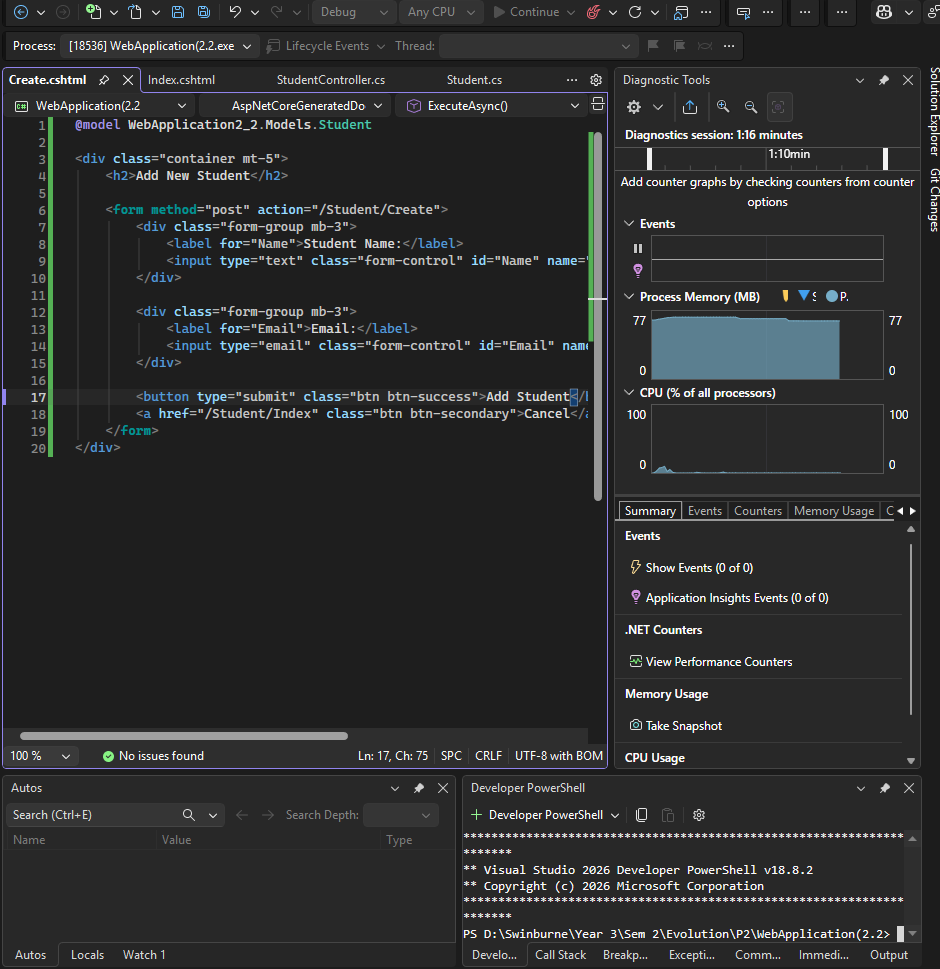 Debug Any CPU Continue
Process: [18536] WebApplication(2.2.exe Lifecycle Events Thread:
Create.cshtml Index.cshtml StudentController.cs Student.cs
WebApplication(2.2 AspNetCoreGeneratedDo ExecuteAsync()
1 @model WebApplication2_2.Models.Student
2
3 <div class="container mt-5">
4 <h2>Add New Student</h2>
5
6 <form method="post" action="/Student/Create">
7 <div class="form-group mb-3">
8 <label for="Name">Student Name:</label>
9 <input type="text" class="form-control" id="Name" name="
10 </div>
11
12 <div class="form-group mb-3">
13 <label for="Email">Email:</label>
14 <input type="email" class="form-control" id="Email" name
15 </div>
16
17 <button type="submit" class="btn btn-success">Add Student</
18 <a href="/Student/Index" class="btn btn-secondary">Cancel</a
19 </form>
20 </div>
100 % No issues found Ln: 17, Ch: 75 SPC CRLF UTF-8 with BOM
Diagnostic Tools
Diagnostics session: 1:16 minutes
1:10min
Add counter graphs by checking counters from counter
options
Events
Process Memory (MB) S P.
77 77
0 0
CPU (% of all processors)
100 100
0 0
Summary Events Counters Memory Usage C
Events
Show Events (0 of 0)
Application Insights Events (0 of 0)
.NET Counters
View Performance Counters
Memory Usage
Take Snapshot
CPU Usage
Solution Explorer
Git Changes
Autos
Search (Ctrl+E) Search Depth:
Name Value Type
Autos Locals Watch 1
Developer PowerShell
+ Developer PowerShell
**********************************************************
*******
** Visual Studio 2026 Developer PowerShell v18.8.2
** Copyright (c) 2026 Microsoft Corporation
**********************************************************
*******
PS D:\Swinburne\Year 3\Sem 2\Evolution\P2\WebApplication(2.2>
Develo... Call Stack Breakp... Excepti... Comm... Immedi... Output